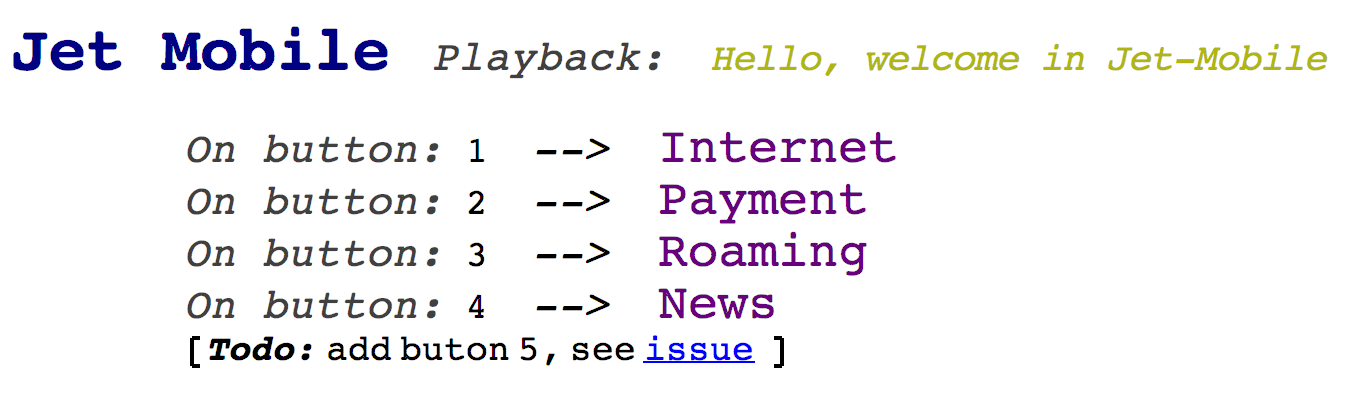 Jet Mobile Playback: Hello, welcome in Jet-Mobile
On button: 1 --> Internet
On button: 2 --> Payment
On button: 3 --> Roaming
On button: 4 --> News
[Todo: add buton 5, see issue ]